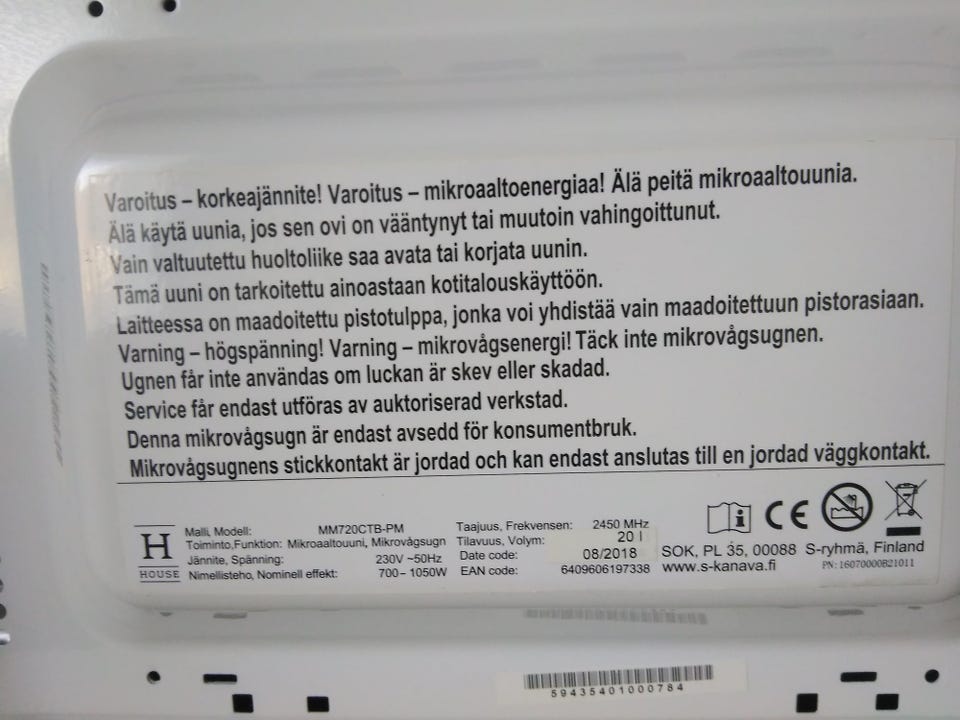 Varoitus – korkeajännite! Varoitus – mikroaaltoenergiaa! Älä peitä mikroaaltouunia.
Älä käytä uunia, jos sen ovi on vääntynyt tai muutoin vahingoittunut.
Vain valtuutettu huoltoliike saa avata tai korjata uunin.
Tämä uuni on tarkoitettu ainoastaan kotitalouskäyttöön.
Laitteessa on maadoitettu pistotulppa, jonka voi yhdistää vain maadoitettuun pistorasiaan.
Varning – högspänning! Varning – mikrovågsenergi! Täck inte mikrovågsugnen.
Ugnen får inte användas om luckan är skev eller skadad.
Service får endast utföras av auktoriserad verkstad.
Denna mikrovågsugn är endast avsedd för konsumentbruk.
Mikrovågsugnens stickkontakt är jordad och kan endast anslutas till en jordad väggkontakt.
H
HOUSE
Malli, Modell: MM720CTB-PM
Toiminto,Funktion: Mikroaaltouuni, Mikrovågsugn
Jännite, Spänning: 230V ~50Hz
Nimellisteho, Nominell effekt: 700– 1050W
Taajuus, Frekvensen: 2450 MHz
Tilavuus, Volym: 20 l
Date code: 08/2018
EAN code: 6409606197338
CE
SOK, PL 35, 00088 S-ryhmä, Finland
www.s-kanava.fi
PN: 16070000B21011
59435401000784